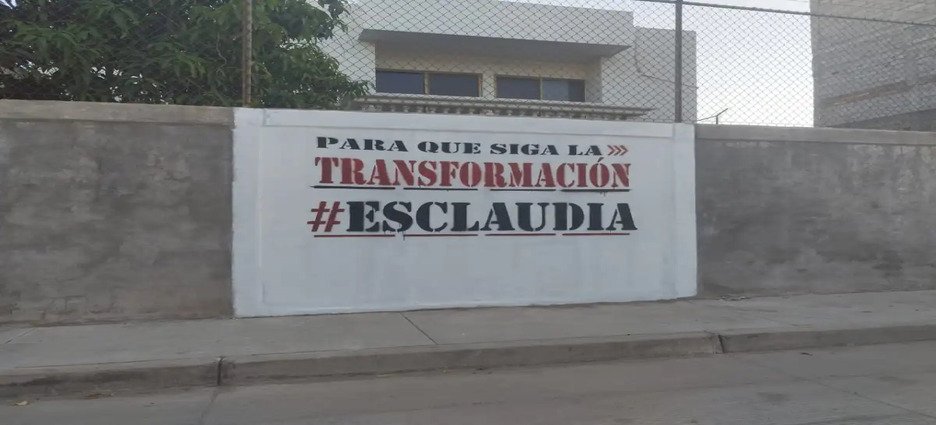 PARA QUE SIGA LA
TRANSFORMACIÓN
#ESCLAUDIA